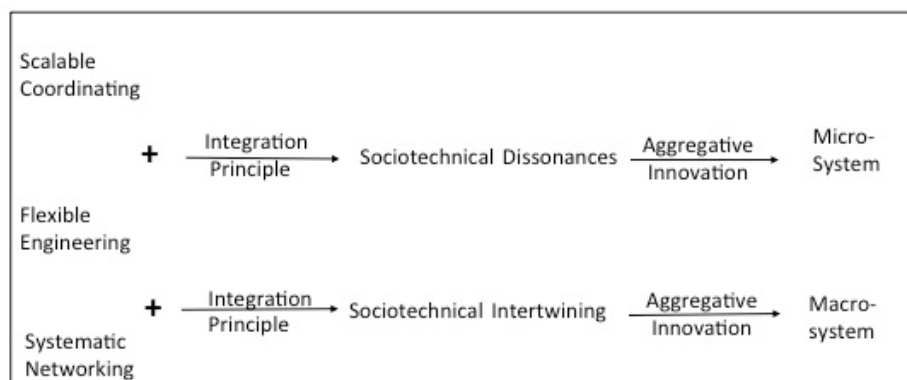 Scalable
Coordinating
+
Integration
Principle
Sociotechnical Dissonances
Aggregative
Innovation
Micro-
System
Flexible
Engineering
+
Integration
Principle
Sociotechnical Intertwining
Aggregative
Innovation
Macro-
system
Systematic
Networking